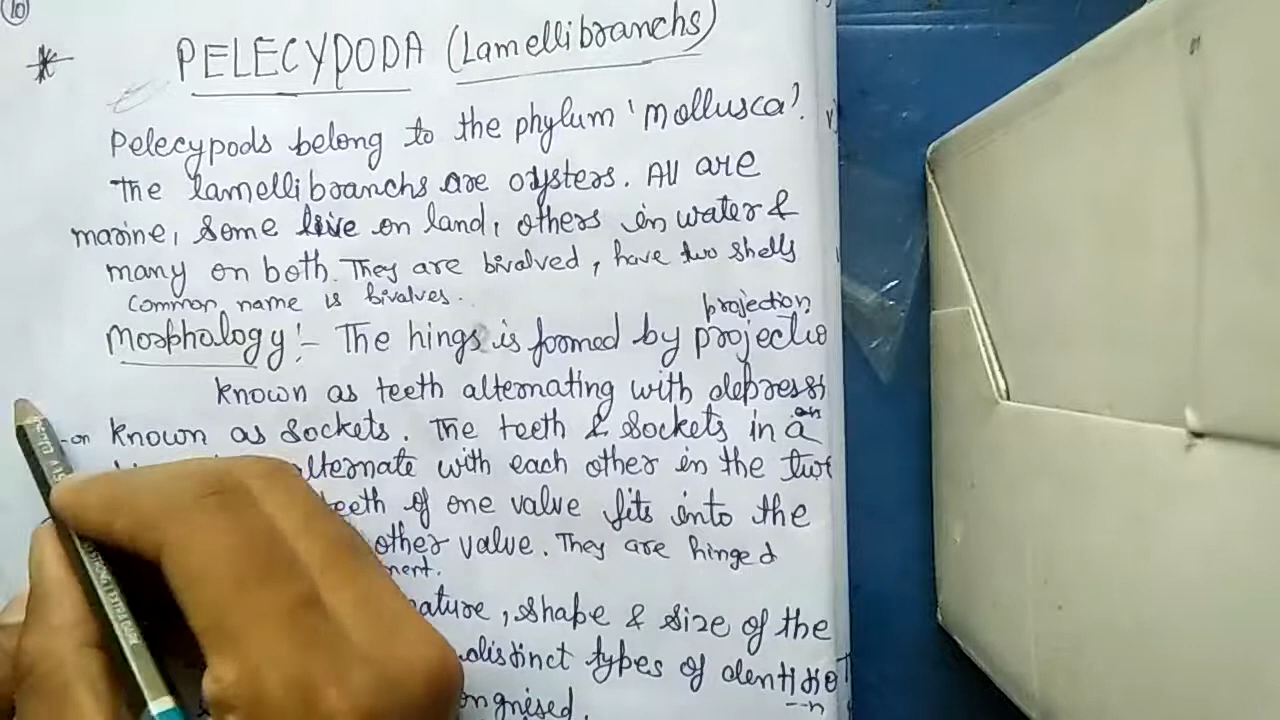 10
* PELECYPODA (Lamellibranchs)
Pelecypods belong to the phylum 'Mollusca'.
The lamellibranchs are oysters. All are
marine, some live on land, others in water &
many on both. They are bivalved, have two shells
Common name is bivalves.
projection
Morphology:- The hings is formed by projectio
known as teeth alternating with depressi
-on known as sockets. The teeth & sockets in a
an
alternate with each other in the two
teeth of one valve fits into the
other valve. They are hinged
ment.
nature, shape & size of the
distinct types of dentitio
--n
ongnised.